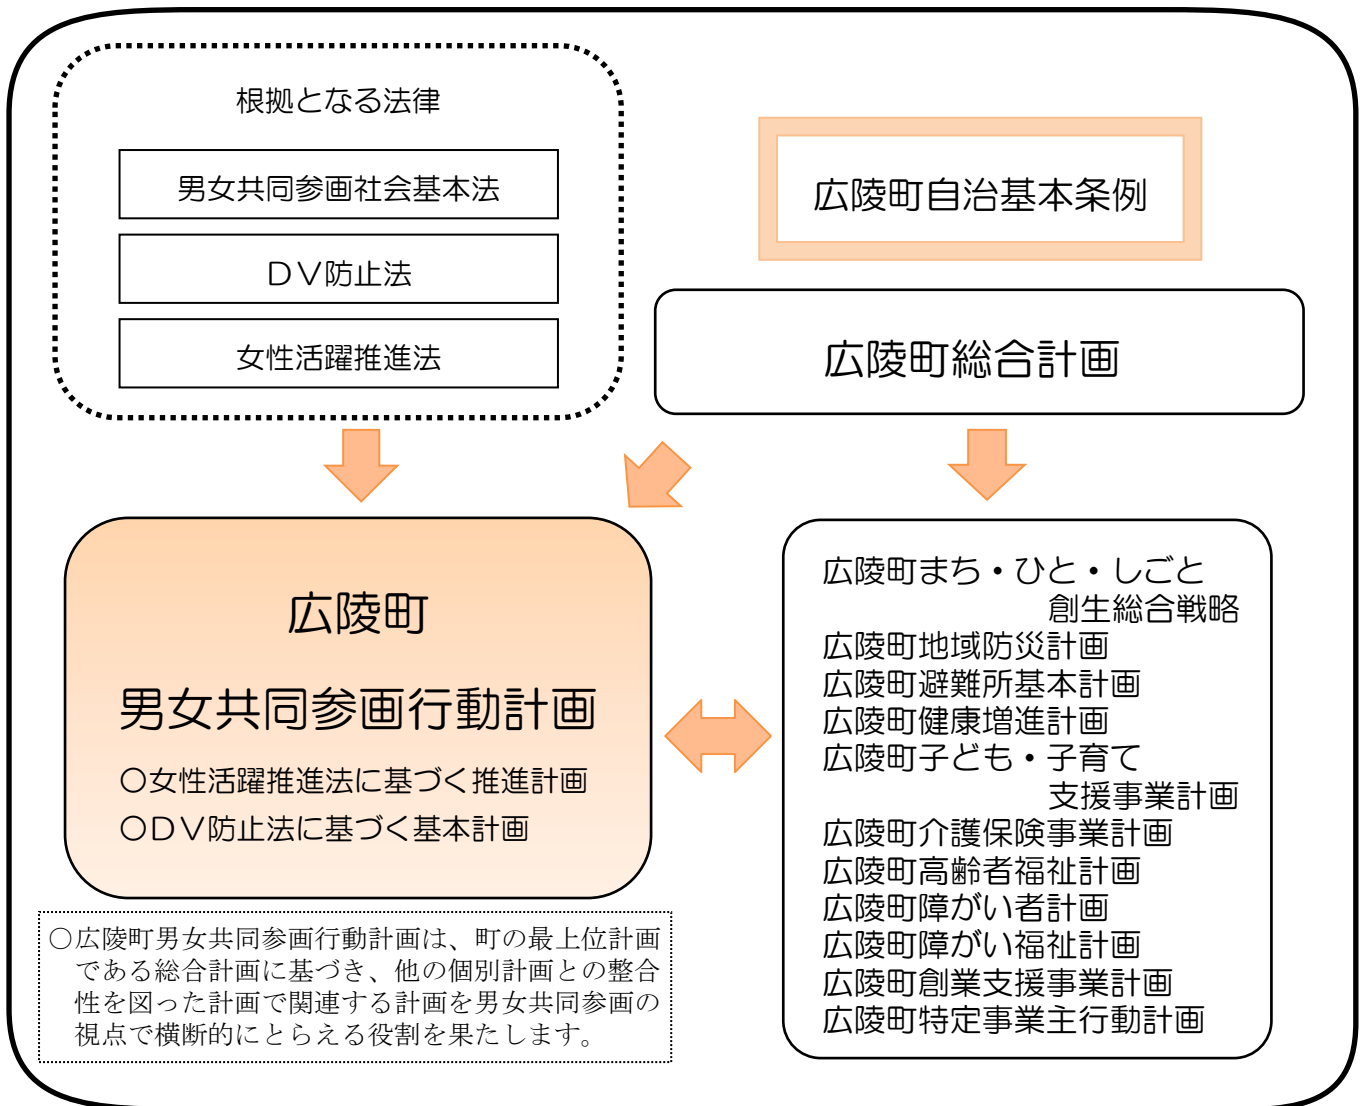 根拠となる法律
男女共同参画社会基本法
ＤＶ防止法
女性活躍推進法
広陵町自治基本条例
広陵町総合計画
広陵町
男女共同参画行動計画
○女性活躍推進法に基づく推進計画
○ＤＶ防止法に基づく基本計画
○広陵町男女共同参画行動計画は、町の最上位計画
である総合計画に基づき、他の個別計画との整合
性を図った計画で関連する計画を男女共同参画の
視点で横断的にとらえる役割を果たします。
広陵町まち・ひと・しごと
創生総合戦略
広陵町地域防災計画
広陵町避難所基本計画
広陵町健康増進計画
広陵町子ども・子育て
支援事業計画
広陵町介護保険事業計画
広陵町高齢者福祉計画
広陵町障がい者計画
広陵町障がい福祉計画
広陵町創業支援事業計画
広陵町特定事業主行動計画